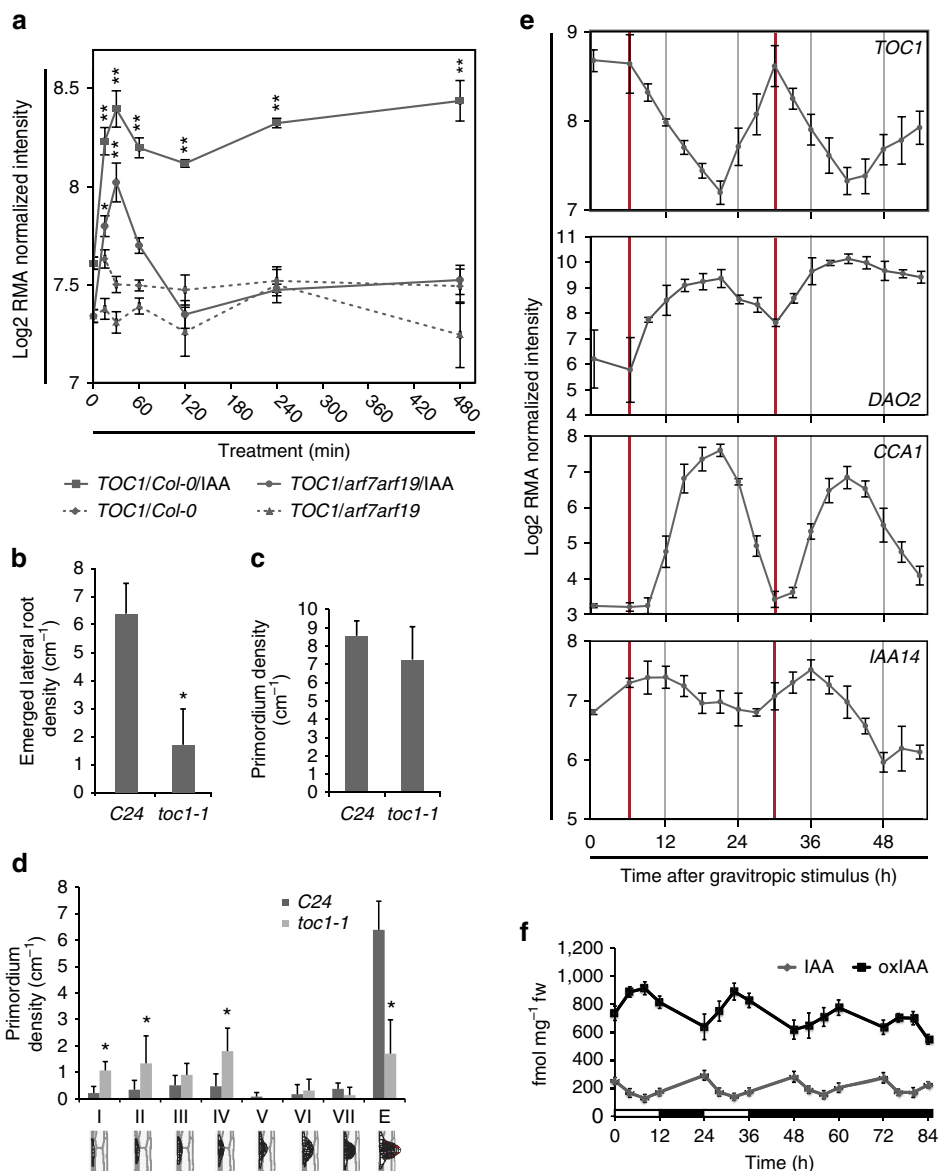 a
Log2 RMA normalized intensity
8.5
8
7.5
7
**
**
**
**
**
**
**
*
0
60
120
180
240
300
360
420
480
Treatment (min)
TOC1/Col-0/IAA
TOC1/arf7arf19/IAA
TOC1/Col-0
TOC1/arf7arf19
b
Emerged lateral root
density (cm⁻¹)
8
7
6
5
4
3
2
1
0
*
C24 toc1-1
c
Primordium density
(cm⁻¹)
10
9
8
7
6
5
4
3
2
1
0
C24 toc1-1
d
Primordium
density (cm⁻¹)
8
7
6
5
4
3
2
1
0
C24
toc1-1
*
*
*
*
I II III IV V VI VII E
e
Log2 RMA normalized intensity
9
8
7
TOC1
11
10
9
8
7
6
5
4
DAO2
8
7
6
5
4
3
CCA1
8
7
6
5
IAA14
0 12 24 36 48
Time after gravitropic stimulus (h)
f
fmol mg⁻¹ fw
1,200
1,000
800
600
400
200
0
IAA oxIAA
0 12 24 36 48 60 72 84
Time (h)